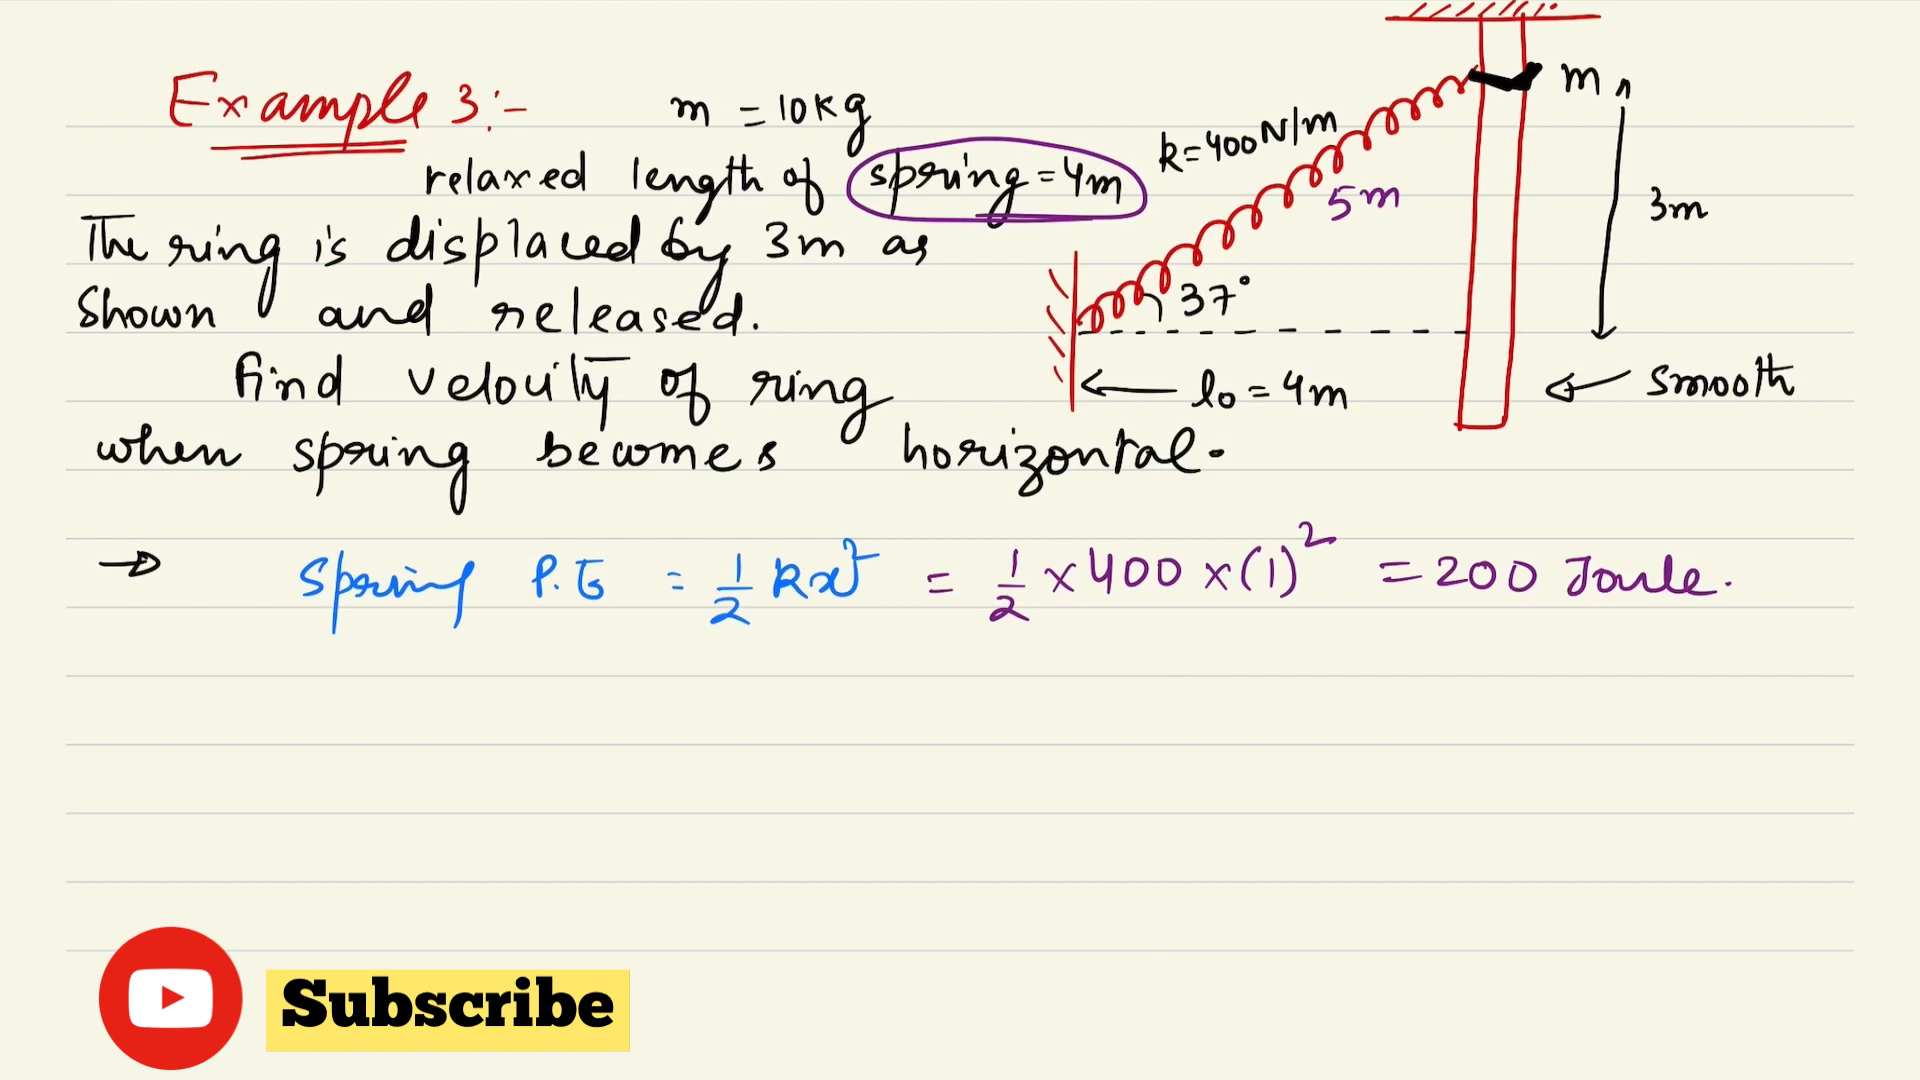 Example 3:-
m = 10kg
relaxed length of spring = 4m
The ring is displaced by 3m as
shown and released.
find velocity of ring
when spring becomes horizontal.
m
k=400N/m
5m
3m
37°
l₀ = 4m
smooth
→ Spring P.E = 1/2 kx² = 1/2 × 400 × (1)² = 200 Joule.
Subscribe